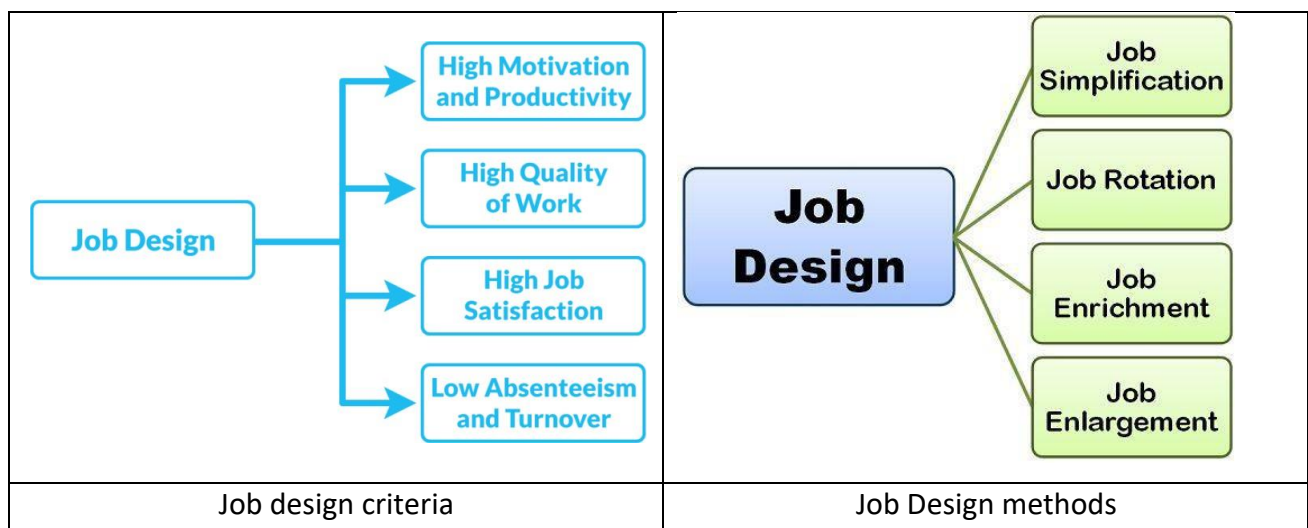 Job Design
High Motivation
and Productivity
High Quality
of Work
High Job
Satisfaction
Low Absenteeism
and Turnover
Job
Design
Job
Simplification
Job Rotation
Job
Enrichment
Job
Enlargement
Job design criteria
Job Design methods